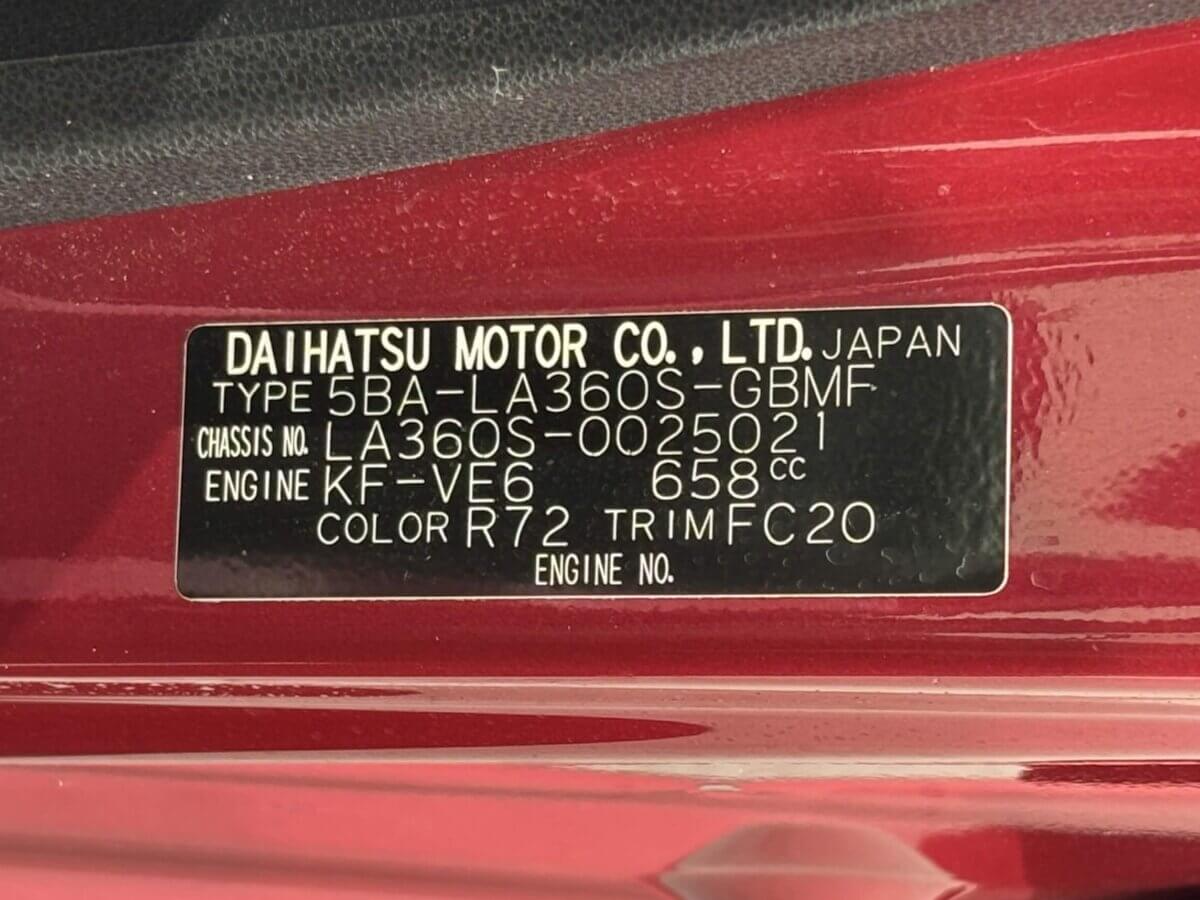 DAIHATSU MOTOR CO., LTD. JAPAN
TYPE 5BA-LA360S-GBMF
CHASSIS NO. LA360S-0025021
ENGINE KF-VE6 658cc
COLOR R72 TRIM FC20
ENGINE NO.